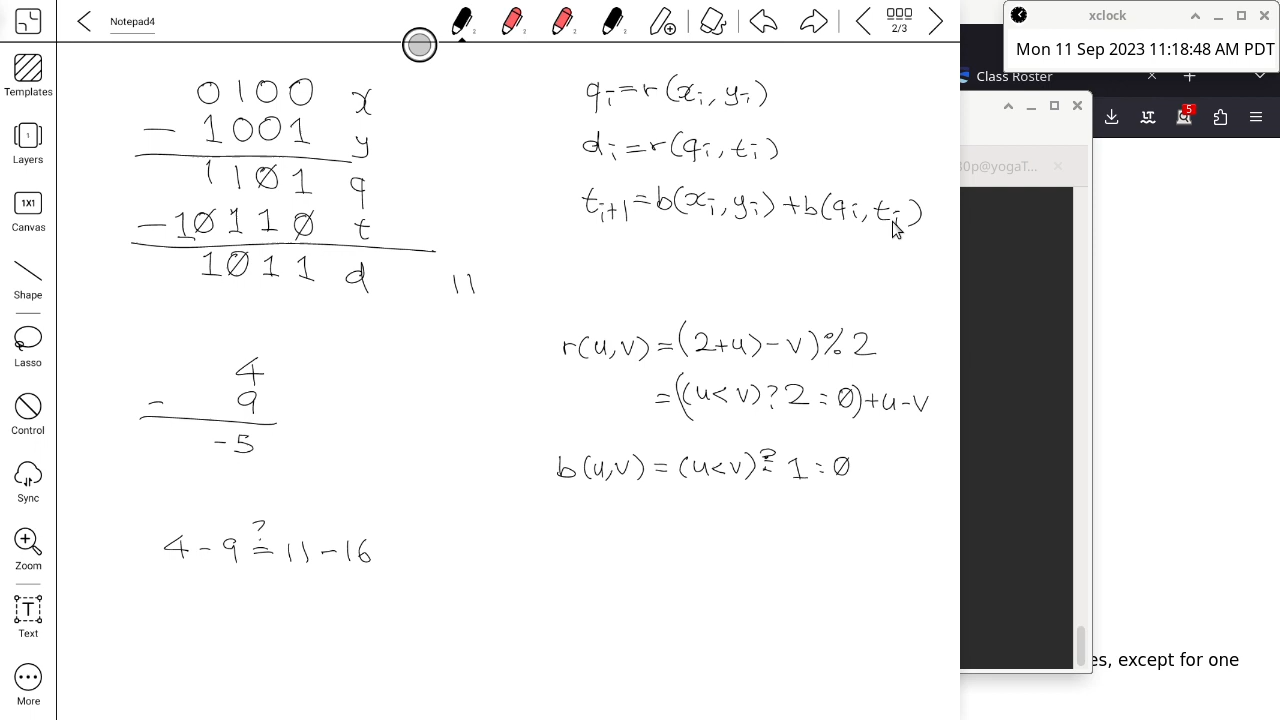 Notepad4
2/3
xclock
Mon 11 Sep 2023 11:18:48 AM PDT
Class Roster
5
30p@yogaT...
es, except for one
Templates
Layers
1X1
Canvas
Shape
Lasso
Control
Sync
Zoom
Text
More
0100 x
- 1001 y
1101 q
-10110 t
1011 d 11
4
- 9
-5
4 - 9 ≟ 11 - 16
qᵢ = r(xᵢ, yᵢ)
dᵢ = r(qᵢ, tᵢ)
tᵢ₊₁ = b(xᵢ, yᵢ) + b(qᵢ, tᵢ)
r(u,v) = (2+u) - v) % 2
= ((u < v) ? 2 : 0) + u - v
b(u,v) = (u < v) ? 1 : 0